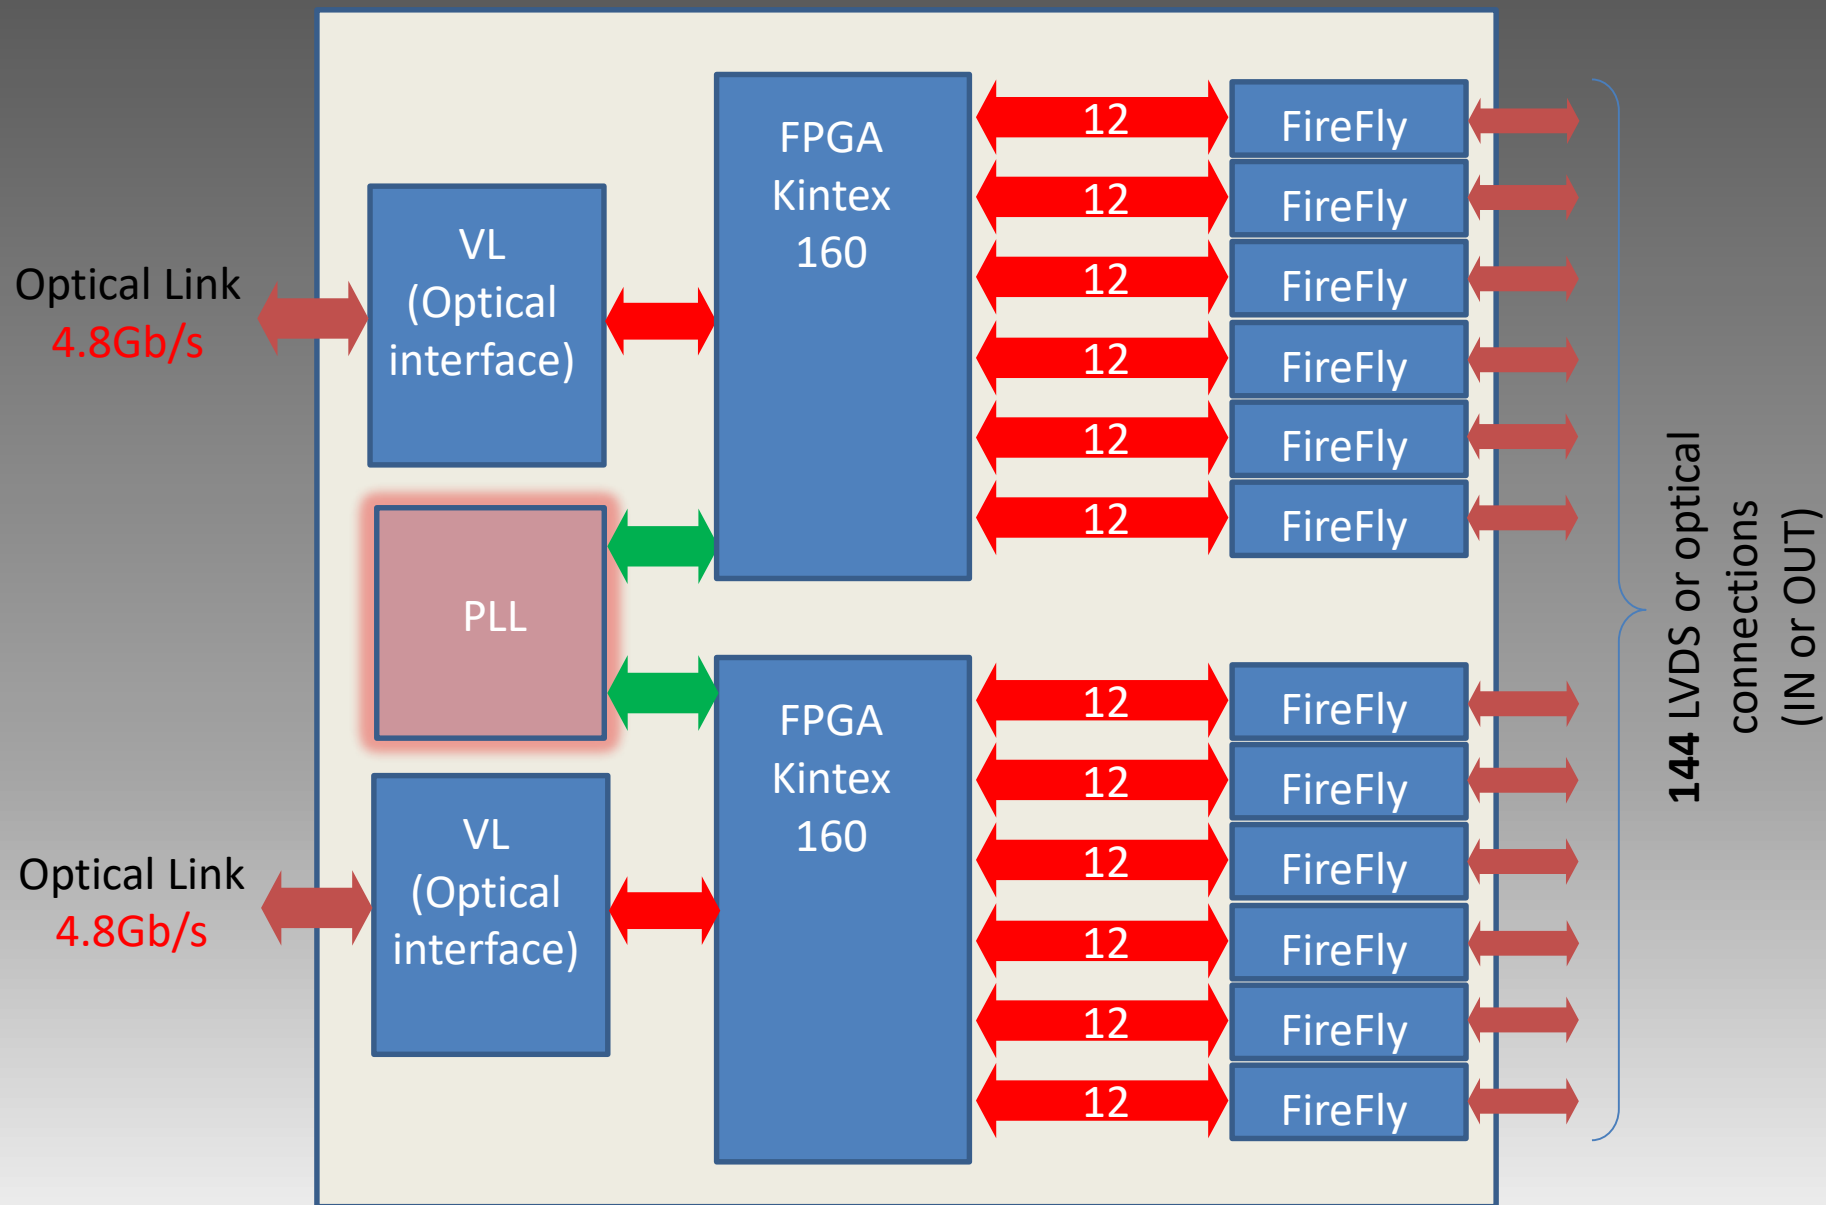 Optical Link
4.8Gb/s
VL
(Optical
interface)
FPGA
Kintex
160
12
FireFly
12
FireFly
12
FireFly
12
FireFly
12
FireFly
12
FireFly
PLL
Optical Link
4.8Gb/s
VL
(Optical
interface)
FPGA
Kintex
160
12
FireFly
12
FireFly
12
FireFly
12
FireFly
12
FireFly
12
FireFly
144 LVDS or optical
connections
(IN or OUT)